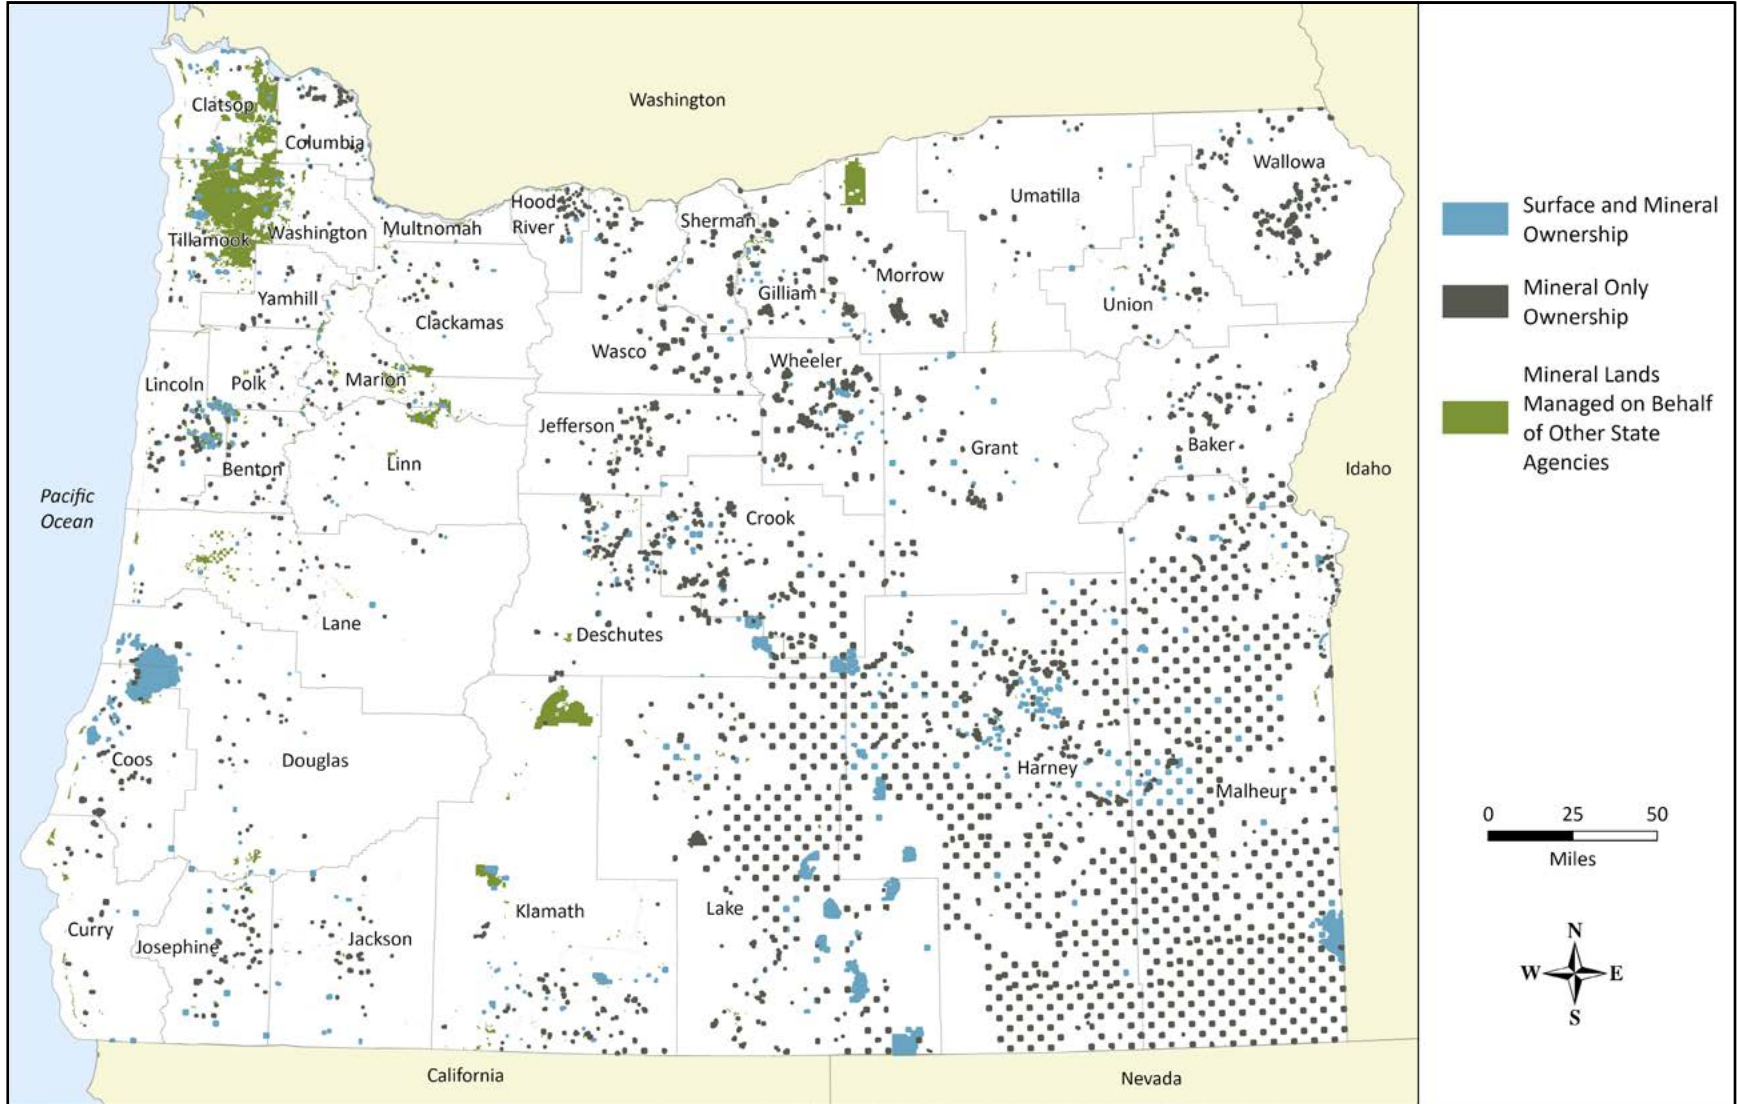 Washington
Clatsop
Columbia
Wallowa
Hood
River
Umatilla
Sherman
Tillamook
Washington
Multnomah
Morrow
Gilliam
Yamhill
Union
Clackamas
Wasco
Wheeler
Lincoln
Polk
Marion
Jefferson
Grant
Baker
Benton
Linn
Idaho
Pacific
Ocean
Crook
Lane
Deschutes
Coos
Douglas
Harney
Malheur
Klamath
Lake
Curry
Josephine
Jackson
California
Nevada
Surface and Mineral
Ownership
Mineral Only
Ownership
Mineral Lands
Managed on Behalf
of Other State
Agencies
0 25 50
Miles
N
W E
S